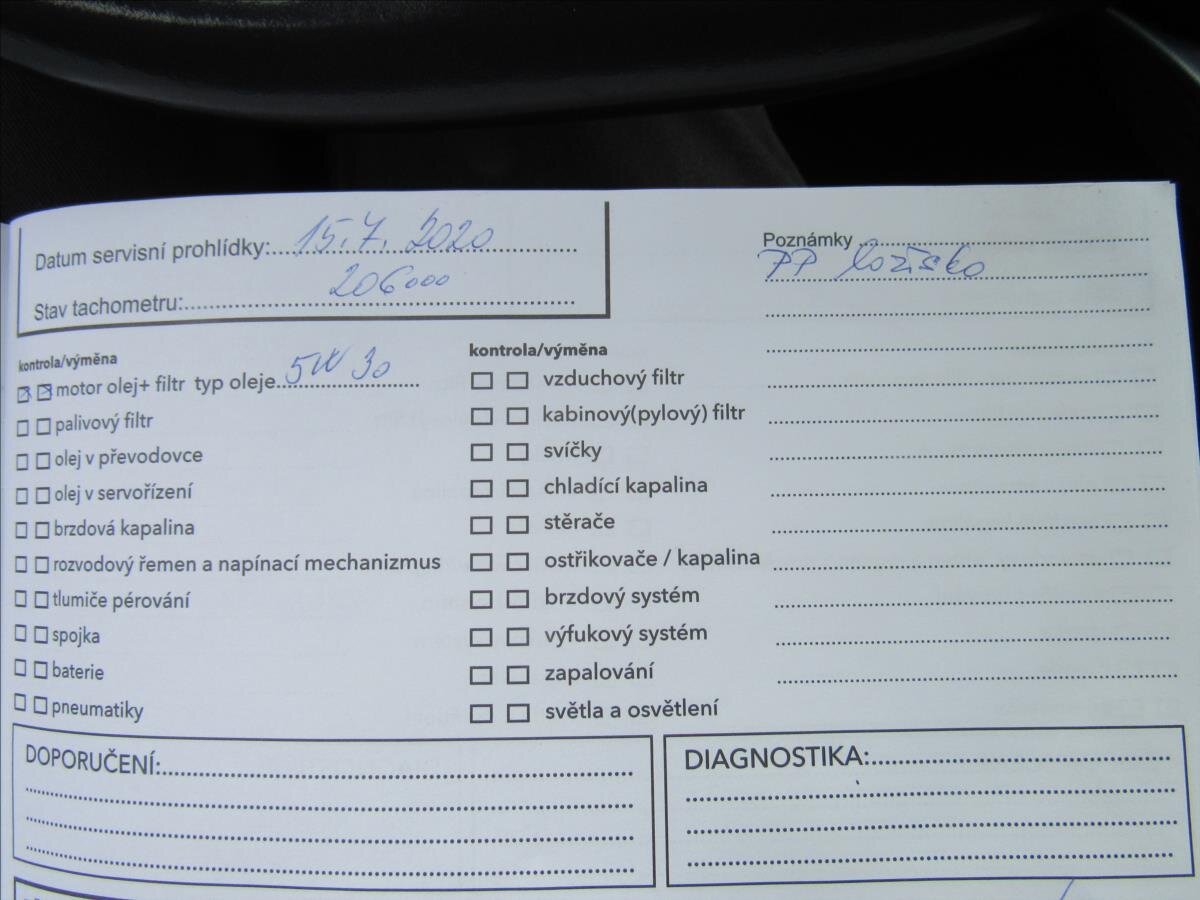 Datum servisní prohlídky: 15.7. 2020
Stav tachometru: 206000
Poznámky
PP ložisko
kontrola/výměna
motor olej+ filtr typ oleje 5W 30
palivový filtr
olej v převodovce
olej v servořízení
brzdová kapalina
rozvodový řemen a napínací mechanizmus
tlumiče pérování
spojka
baterie
pneumatiky
kontrola/výměna
vzduchový filtr
kabinový(pylový) filtr
svíčky
chladící kapalina
stěrače
ostřikovače / kapalina
brzdový systém
výfukový systém
zapalování
světla a osvětlení
DOPORUČENÍ:
DIAGNOSTIKA: